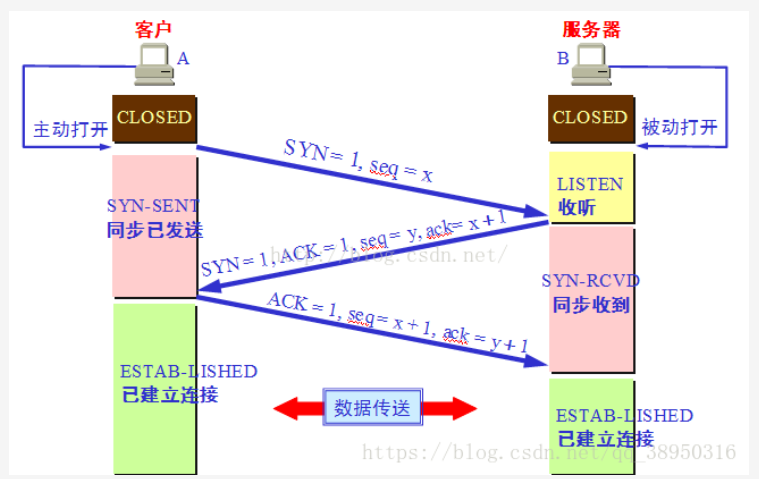 客户
服务器
A
B
CLOSED
CLOSED
主动打开
被动打开
SYN = 1, seq = x
LISTEN
收听
SYN-SENT
同步已发送
SYN = 1, ACK = 1, seq = y, ack= x + 1
http://blog.csdn.net/
SYN-RCVD
同步收到
ACK = 1, seq = x + 1, ack = y + 1
ESTAB-LISHED
已建立连接
数据传送
ESTAB-LISHED
已建立连接
https://blog.csdn.net/qq_38950316